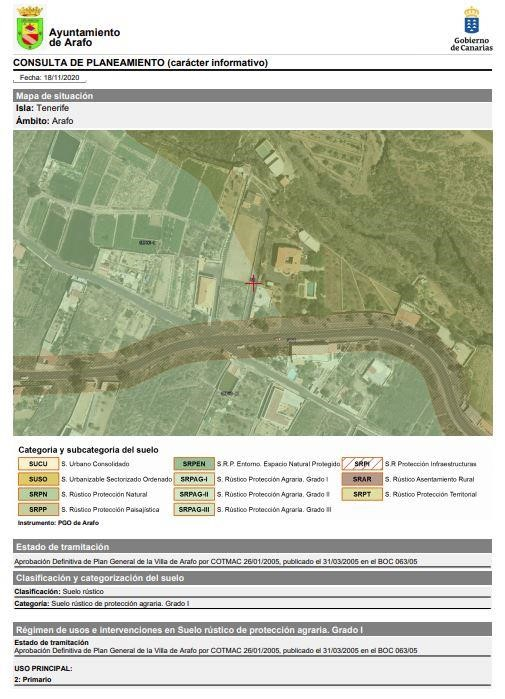 Ayuntamiento
de Arafo
Gobierno
de Canarias
CONSULTA DE PLANEAMIENTO (carácter informativo)
Fecha: 18/11/2020
Mapa de situación
Isla: Tenerife
Ámbito: Arafo
Categoria y subcategoria del suelo
SUCU S. Urbano Consolidado
SRPEN S.R.P. Entorno. Espacio Natural Protegido
SRPI S.R Protección Infraestructuras
SUSO S. Urbanizable Sectorizado Ordenado
SRPAG-I S. Rústico Protección Agraria. Grado I
SRAR S. Rústico Asentamiento Rural
SRPN S. Rústico Protección Natural
SRPAG-II S. Rústico Protección Agraria. Grado II
SRPT S. Rústico Protección Territorial
SRPP S. Rústico Protección Paisajística
SRPAG-III S. Rústico Protección Agraria. Grado III
Instrumento: PGO de Arafo
Estado de tramitación
Aprobación Definitiva de Plan General de la Villa de Arafo por COTMAC 26/01/2005, publicado el 31/03/2005 en el BOC 063/05
Clasificación y categorización del suelo
Clasificación: Suelo rústico
Categoría: Suelo rústico de protección agraria. Grado I
Régimen de usos e intervenciones en Suelo rústico de protección agraria. Grado I
Estado de tramitación
Aprobación Definitiva de Plan General de la Villa de Arafo por COTMAC 26/01/2005, publicado el 31/03/2005 en el BOC 063/05
USO PRINCIPAL:
2: Primario